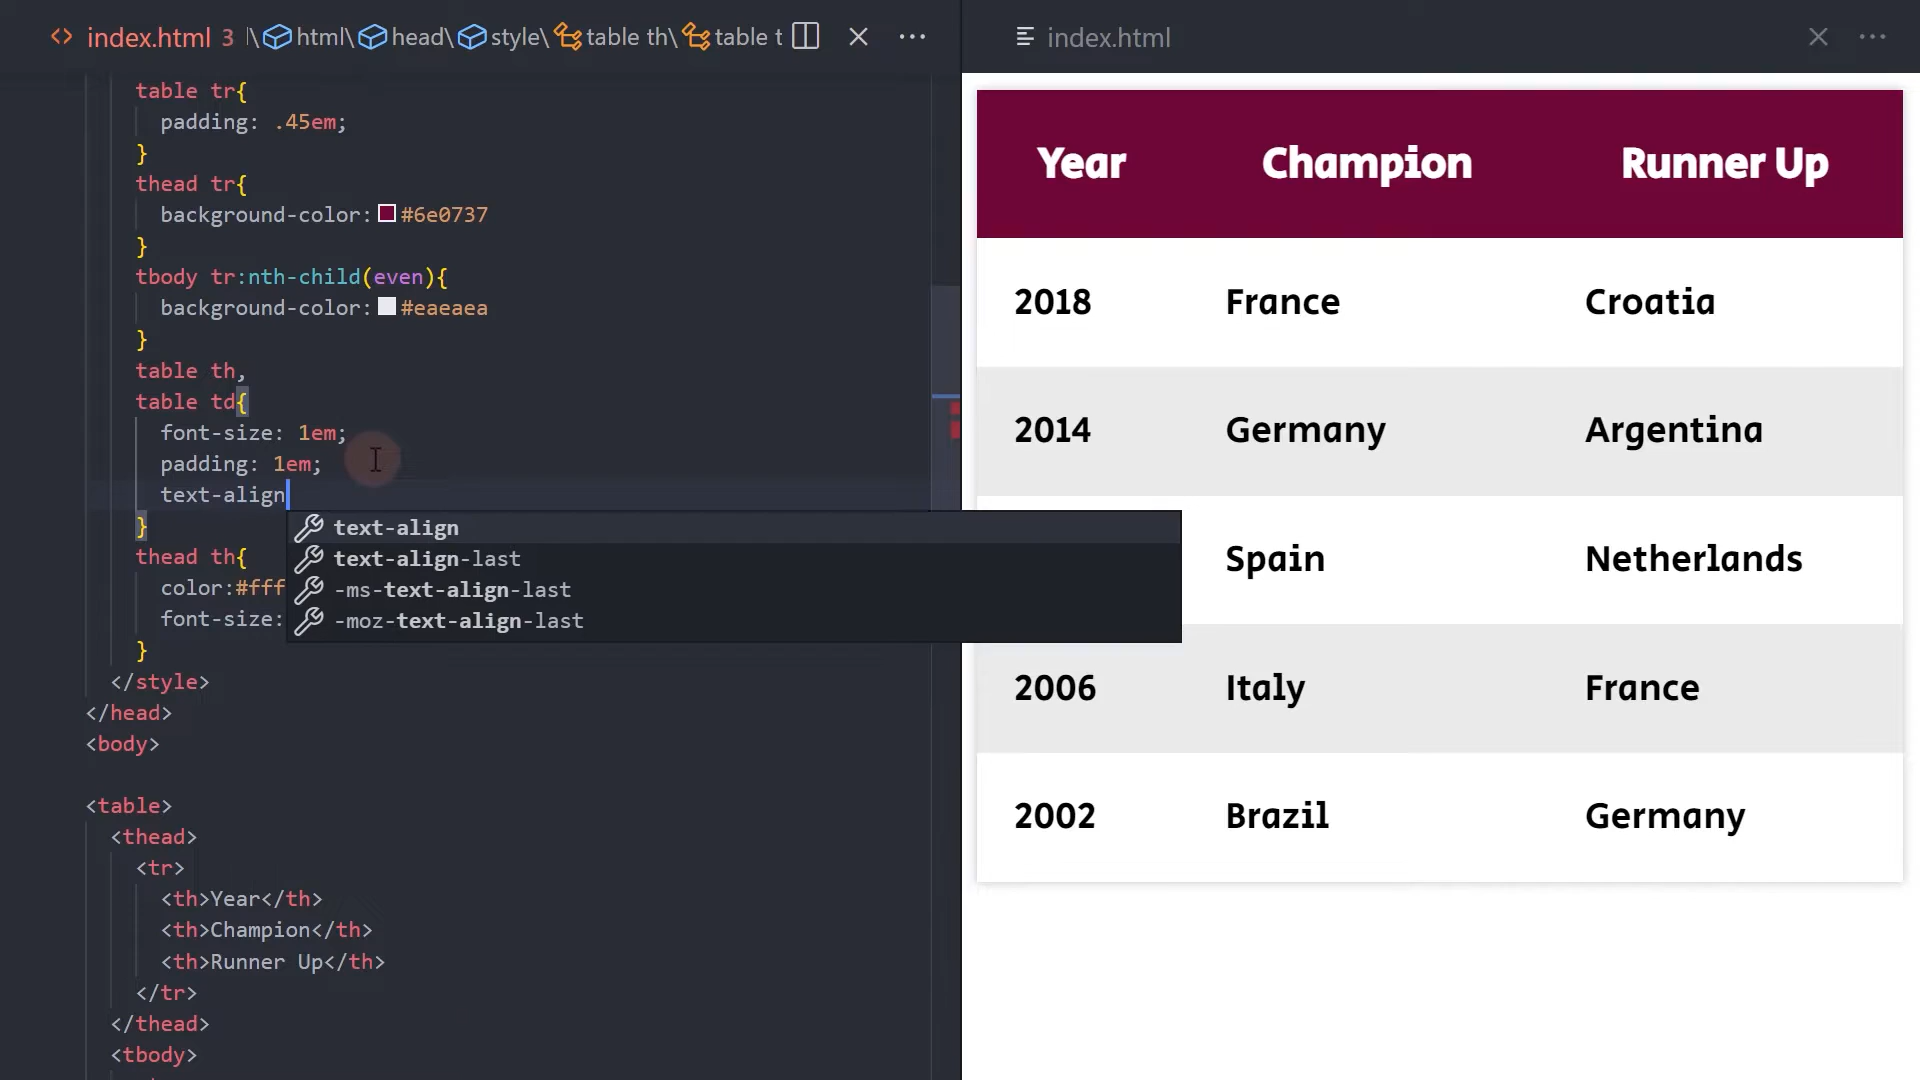 index.html 3 \ html\ head\ style\ table th\ table t
table tr{
padding: .45em;
}
thead tr{
background-color: #6e0737
}
tbody tr:nth-child(even){
background-color: #eaeaea
}
table th,
table td{
font-size: 1em;
padding: 1em;
text-align
}
thead th{
color:#fff
font-size:
}
</style>
</head>
<body>
<table>
<thead>
<tr>
<th>Year</th>
<th>Champion</th>
<th>Runner Up</th>
</tr>
</thead>
<tbody>
text-align
text-align-last
-ms-text-align-last
-moz-text-align-last
index.html
Year Champion Runner Up
2018 France Croatia
2014 Germany Argentina
Spain Netherlands
2006 Italy France
2002 Brazil Germany